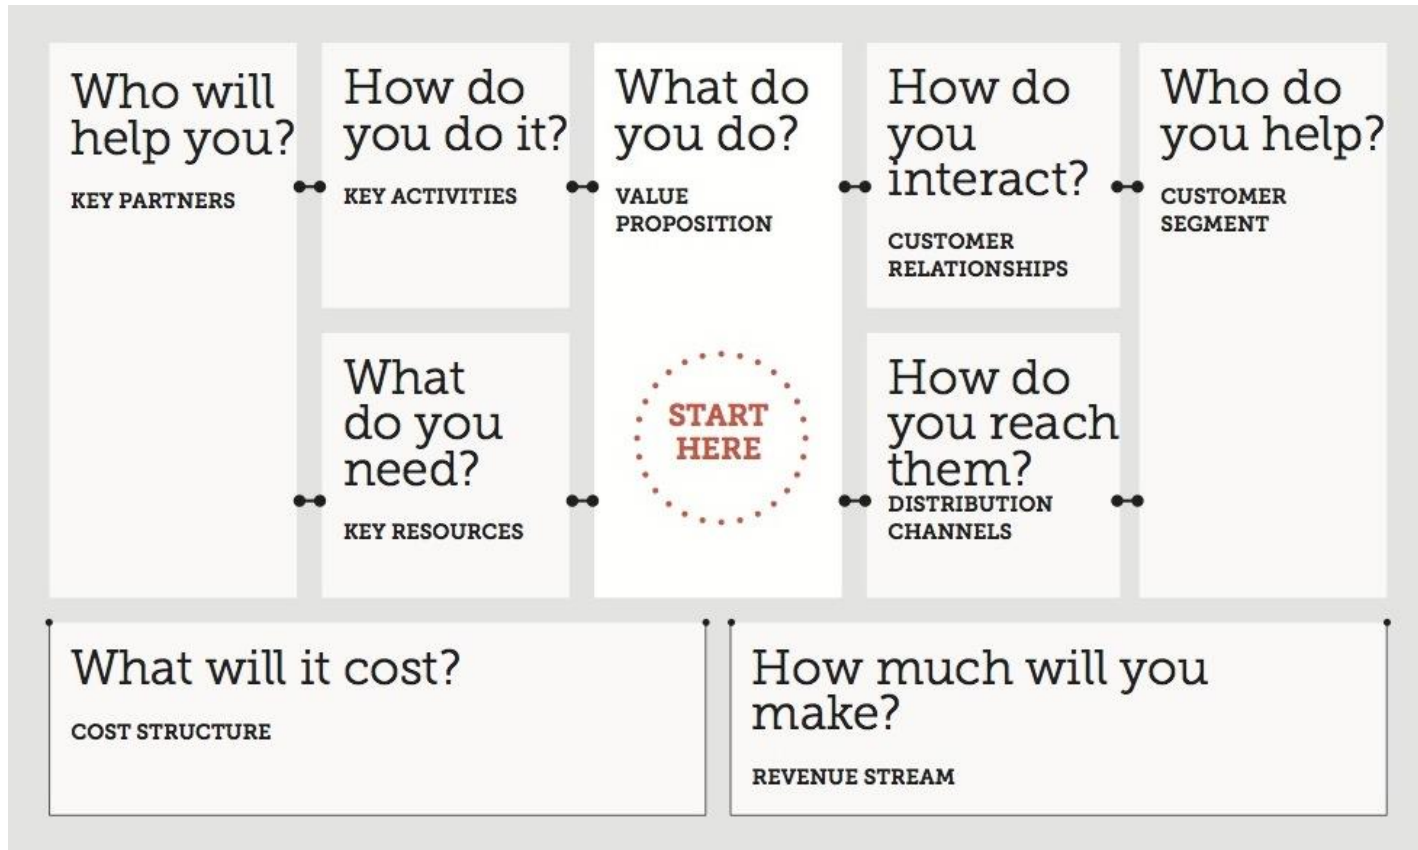 Who will
help you?
KEY PARTNERS
How do
you do it?
KEY ACTIVITIES
What
do you
need?
KEY RESOURCES
What do
you do?
VALUE
PROPOSITION
START
HERE
How do
you
interact?
CUSTOMER
RELATIONSHIPS
How do
you reach
them?
DISTRIBUTION
CHANNELS
Who do
you help?
CUSTOMER
SEGMENT
What will it cost?
COST STRUCTURE
How much will you
make?
REVENUE STREAM